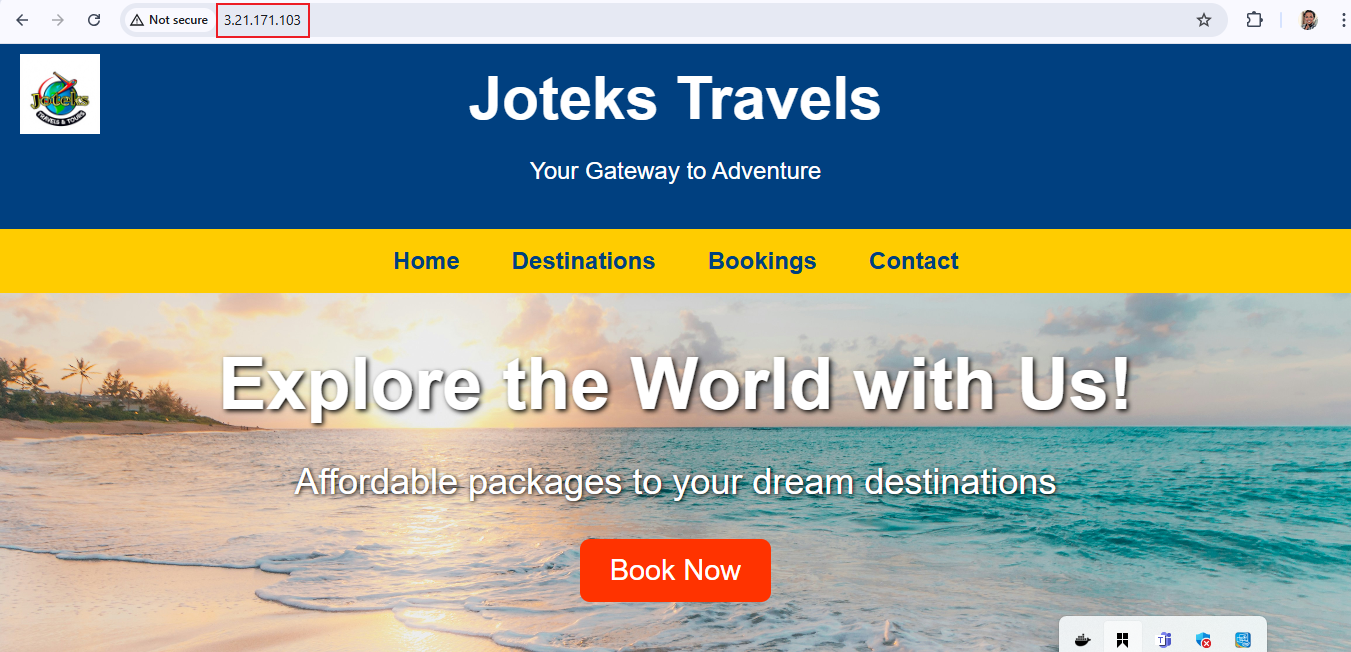 Not secure 3.21.171.103
Joteks
TRAVELS & TOURS
Joteks Travels
Your Gateway to Adventure
Home Destinations Bookings Contact
Explore the World with Us!
Affordable packages to your dream destinations
Book Now